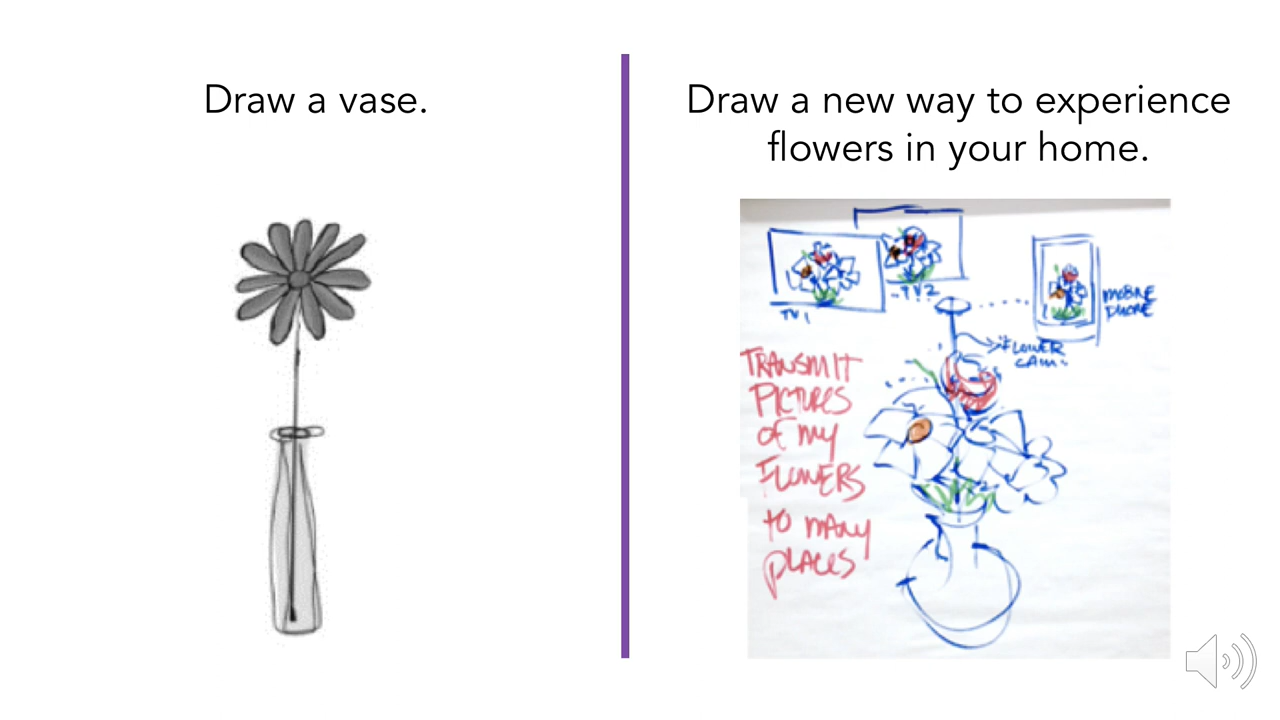 Draw a vase.
Draw a new way to experience
flowers in your home.
TV1
TV2
MOBILE
PHONE
FLOWER
CAM
TRANSMIT
PICTURES
of my
FLOWERS
to many
PLACES